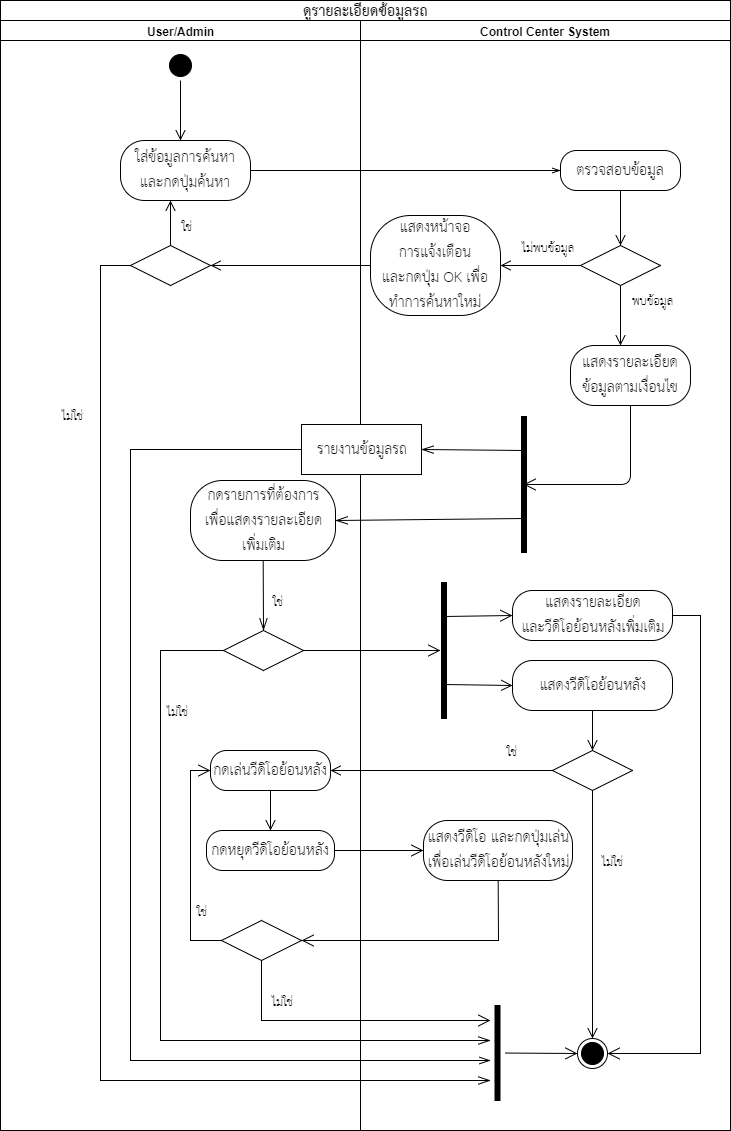 ดูรายละเอียดข้อมูลรถ
User/Admin
Control Center System
ใส่ข้อมูลการค้นหา
และกดปุ่มค้นหา
ตรวจสอบข้อมูล
ใช่
แสดงหน้าจอ
การแจ้งเตือน
และกดปุ่ม OK เพื่อ
ทำการค้นหาใหม่
ไม่พบข้อมูล
พบข้อมูล
แสดงรายละเอียด
ข้อมูลตามเงื่อนไข
ไม่ใช่
รายงานข้อมูลรถ
กดรายการที่ต้องการ
เพื่อแสดงรายละเอียด
เพิ่มเติม
ใช่
แสดงรายละเอียด
และวีดิโอย้อนหลังเพิ่มเติม
แสดงวีดิโอย้อนหลัง
ไม่ใช่
ใช่
กดเล่นวีดิโอย้อนหลัง
กดหยุดวีดิโอย้อนหลัง
แสดงวีดิโอ และกดปุ่มเล่น
เพื่อเล่นวีดิโอย้อนหลังใหม่
ไม่ใช่
ใช่
ไม่ใช่